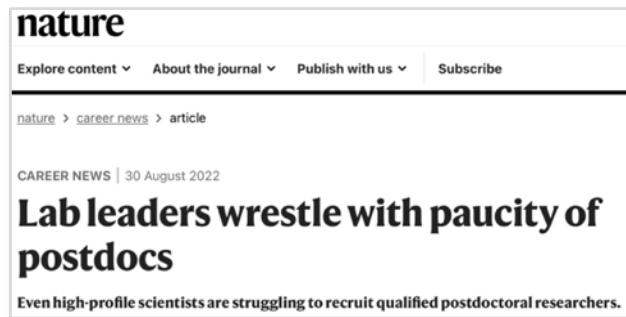 nature
Explore content About the journal Publish with us Subscribe
nature > career news > article
CAREER NEWS | 30 August 2022
Lab leaders wrestle with paucity of
postdocs
Even high-profile scientists are struggling to recruit qualified postdoctoral researchers.